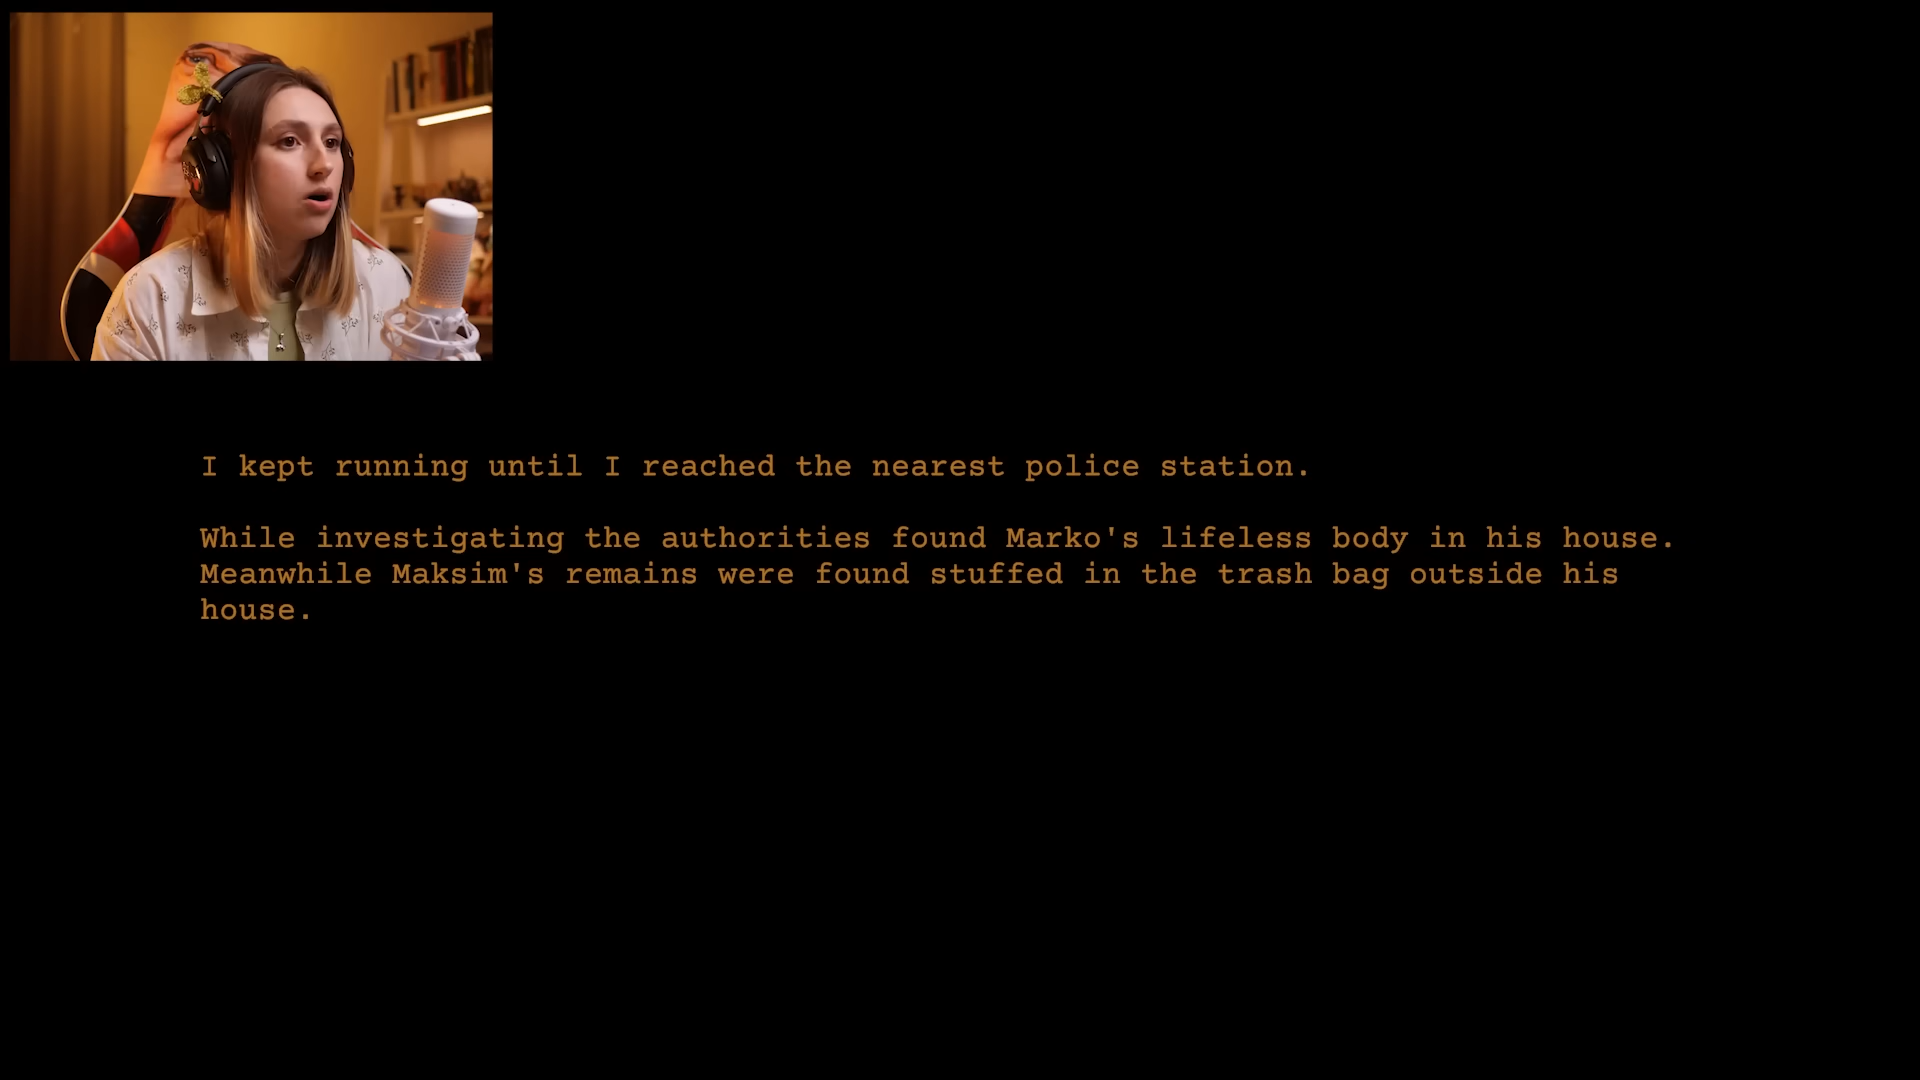 I kept running until I reached the nearest police station.
While investigating the authorities found Marko's lifeless body in his house.
Meanwhile Maksim's remains were found stuffed in the trash bag outside his
house.